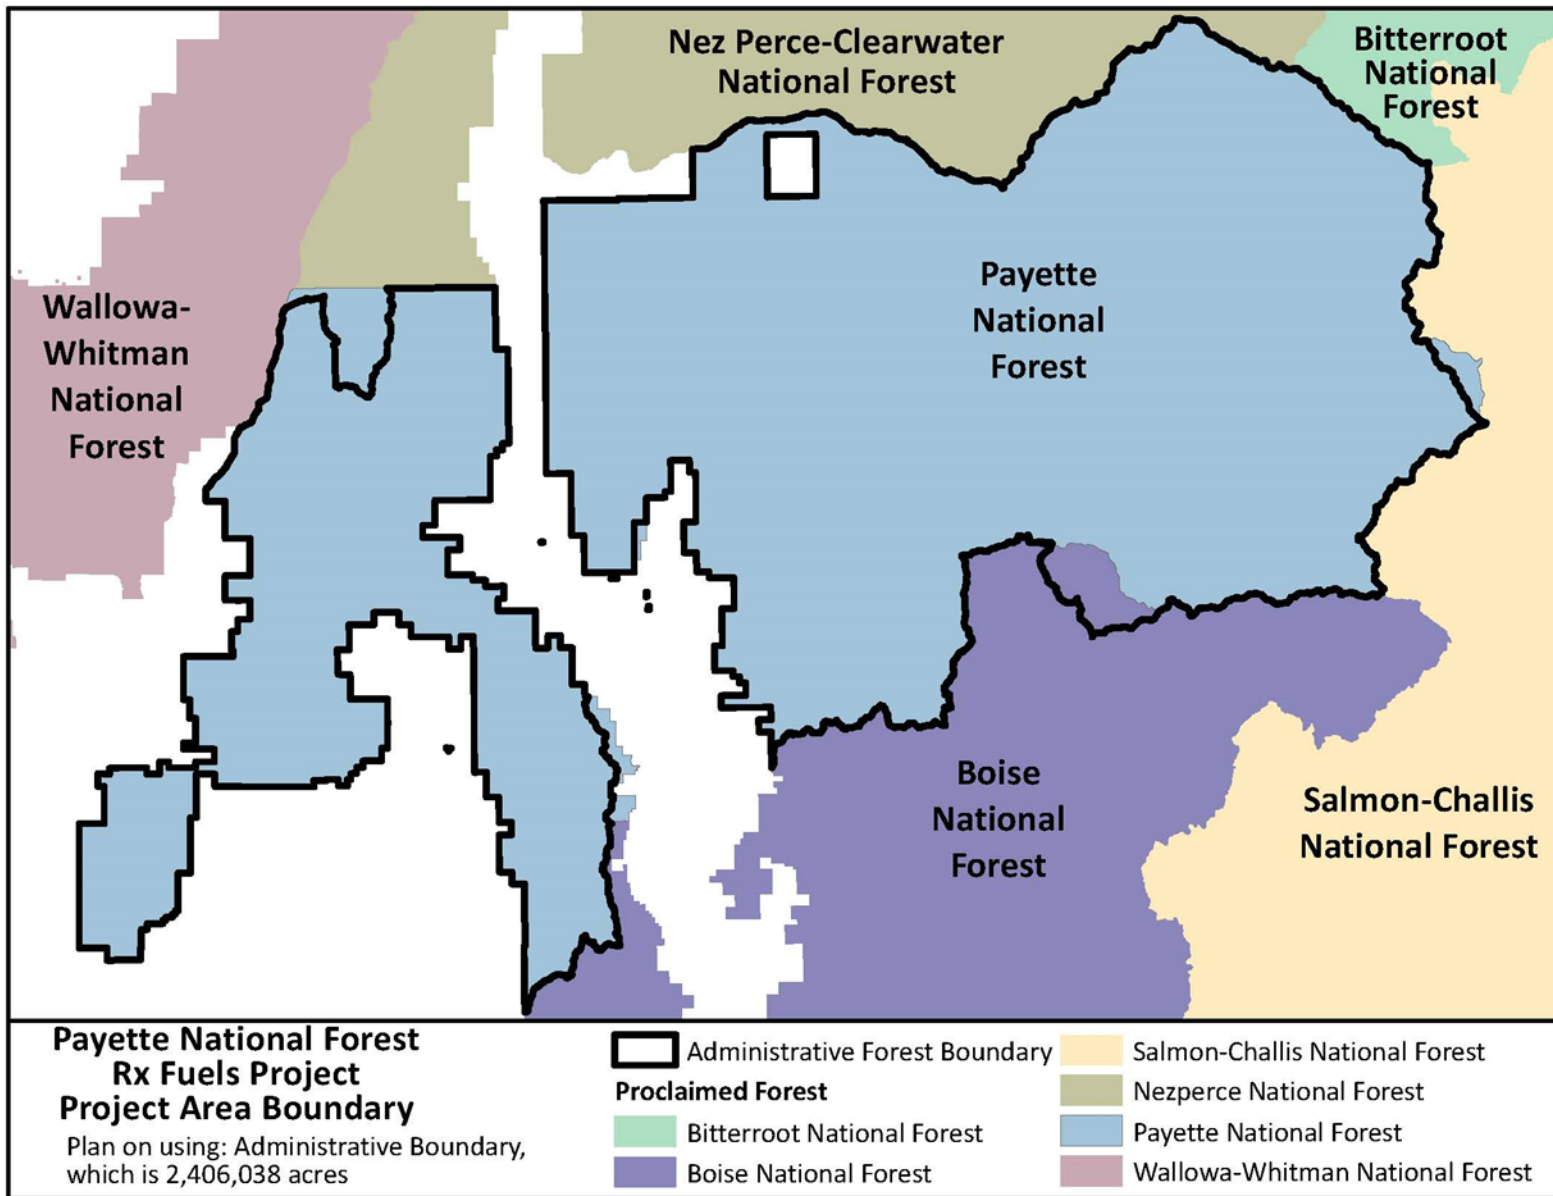 Nez Perce-Clearwater
National Forest
Bitterroot
National
Forest
Payette
National
Forest
Wallowa-
Whitman
National
Forest
Boise
National
Forest
Salmon-Challis
National Forest
Payette National Forest
Rx Fuels Project
Project Area Boundary
Plan on using: Administrative Boundary,
which is 2,406,038 acres
Administrative Forest Boundary
Proclaimed Forest
Bitterroot National Forest
Boise National Forest
Salmon-Challis National Forest
Nezperce National Forest
Payette National Forest
Wallowa-Whitman National Forest